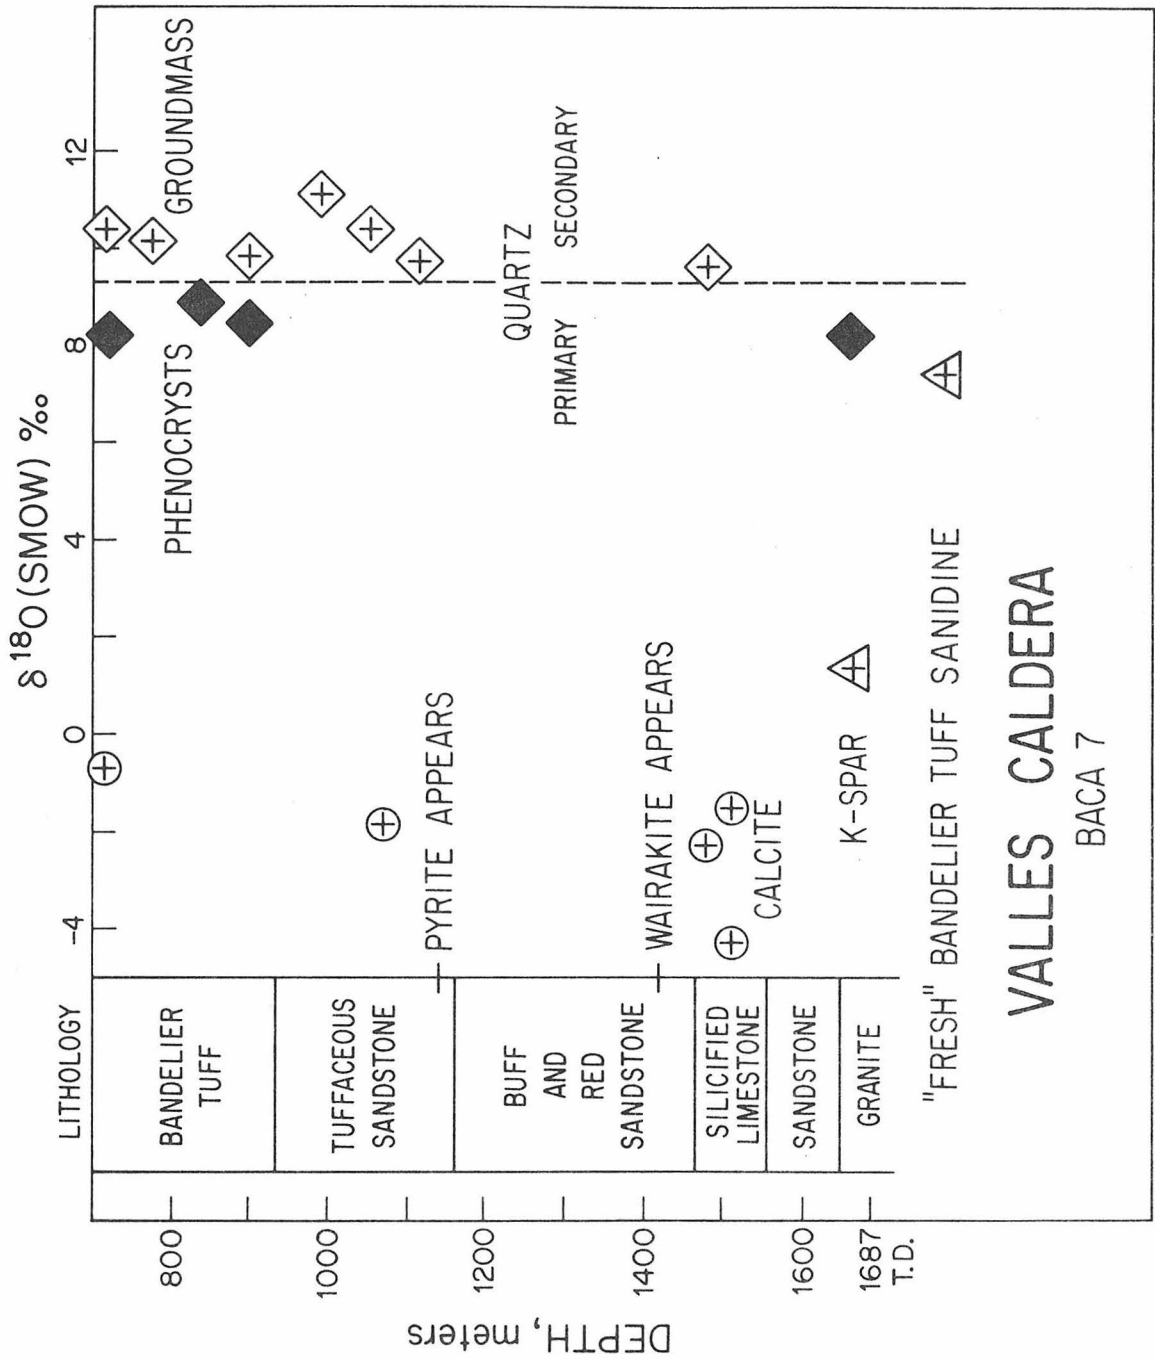 δ¹⁸O (SMOW) ‰
-4
0
4
8
12
LITHOLOGY
BANDELIER
TUFF
TUFFACEOUS
SANDSTONE
BUFF
AND
RED
SANDSTONE
SILICIFIED
LIMESTONE
SANDSTONE
GRANITE
DEPTH, meters
800
1000
1200
1400
1600
1687
T.D.
PHENOCRYSTS
GROUNDMASS
PYRITE APPEARS
QUARTZ
PRIMARY
SECONDARY
WAIRAKITE APPEARS
CALCITE
K-SPAR
"FRESH" BANDELIER TUFF SANIDINE
VALLES CALDERA
BACA 7